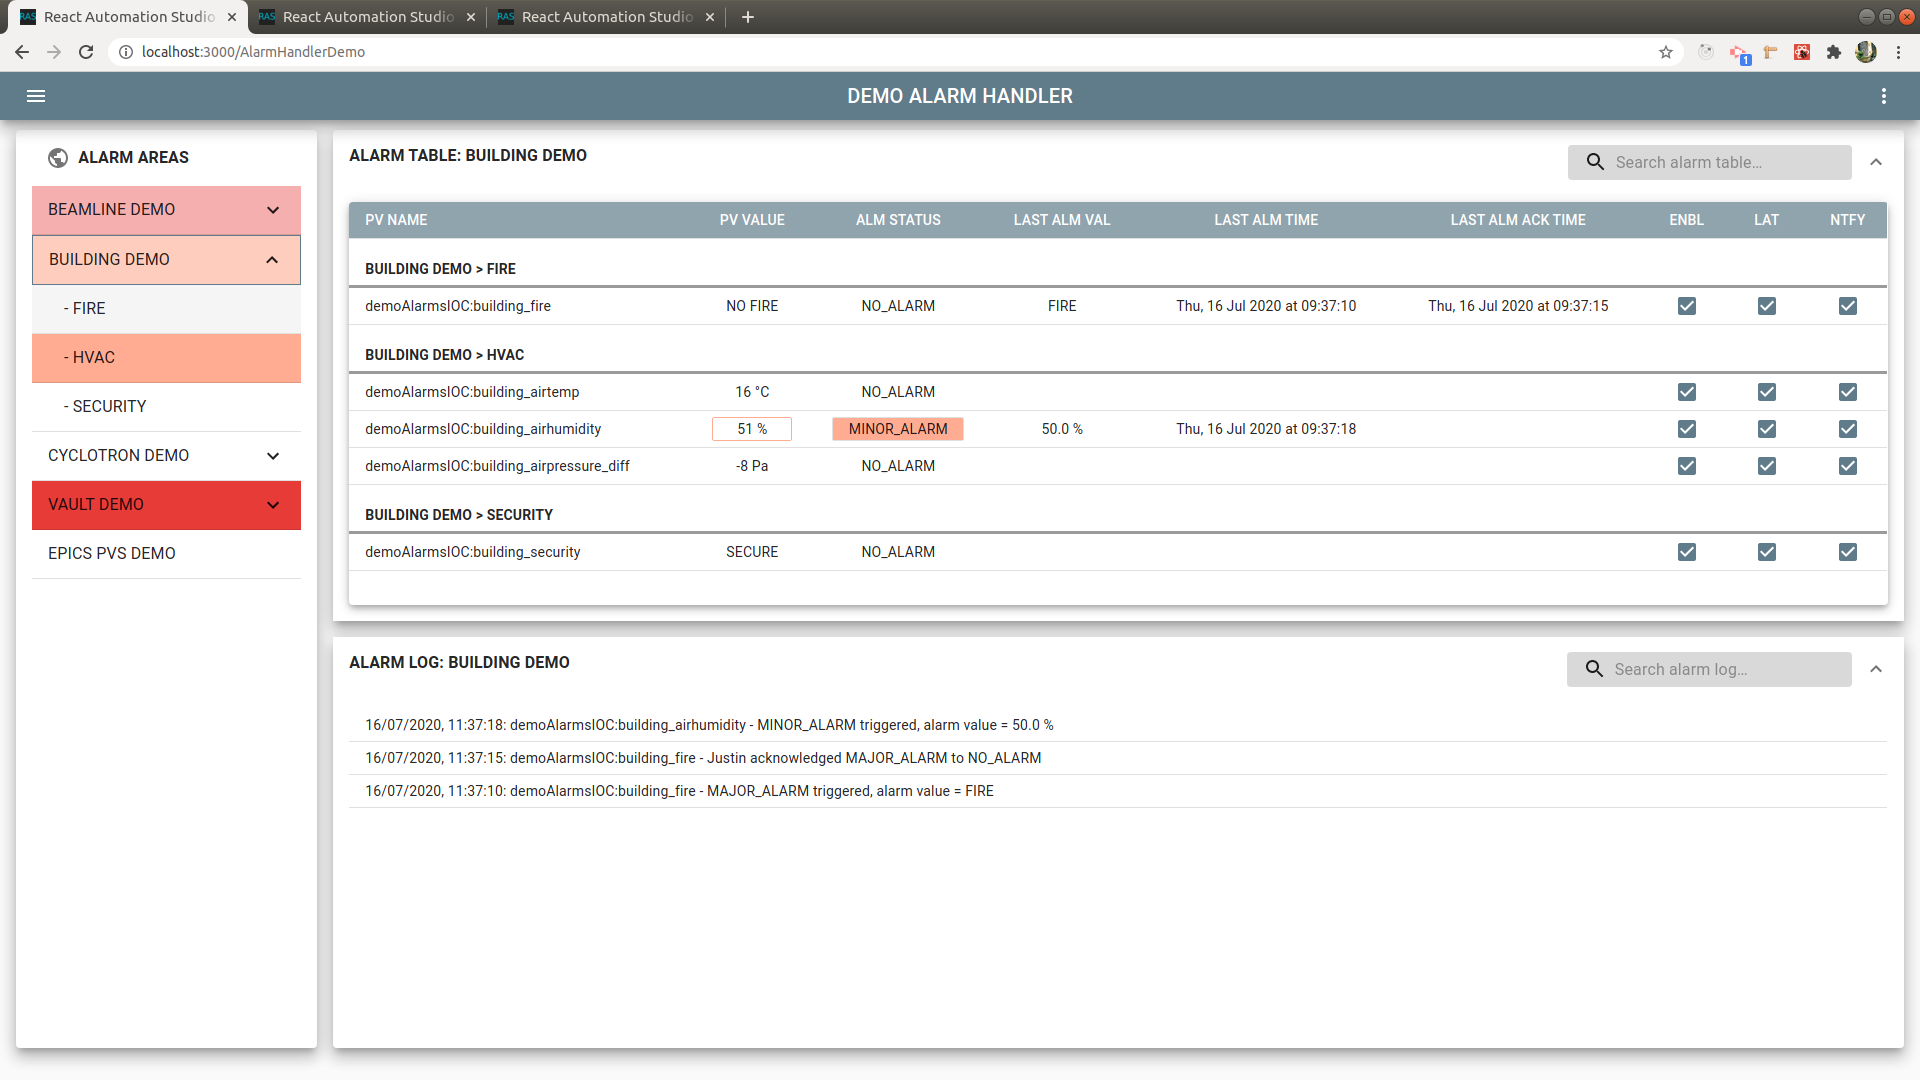 React Automation Studio
React Automation Studio
React Automation Studio
localhost:3000/AlarmHandlerDemo
1
DEMO ALARM HANDLER
ALARM AREAS
BEAMLINE DEMO
BUILDING DEMO
- FIRE
- HVAC
- SECURITY
CYCLOTRON DEMO
VAULT DEMO
EPICS PVS DEMO
ALARM TABLE: BUILDING DEMO
Search alarm table...
PV NAME PV VALUE ALM STATUS LAST ALM VAL LAST ALM TIME LAST ALM ACK TIME ENBL LAT NTFY
BUILDING DEMO > FIRE
demoAlarmsIOC:building_fire NO FIRE NO_ALARM FIRE Thu, 16 Jul 2020 at 09:37:10 Thu, 16 Jul 2020 at 09:37:15
BUILDING DEMO > HVAC
demoAlarmsIOC:building_airtemp 16 °C NO_ALARM
demoAlarmsIOC:building_airhumidity 51 % MINOR_ALARM 50.0 % Thu, 16 Jul 2020 at 09:37:18
demoAlarmsIOC:building_airpressure_diff -8 Pa NO_ALARM
BUILDING DEMO > SECURITY
demoAlarmsIOC:building_security SECURE NO_ALARM
ALARM LOG: BUILDING DEMO
Search alarm log...
16/07/2020, 11:37:18: demoAlarmsIOC:building_airhumidity - MINOR_ALARM triggered, alarm value = 50.0 %
16/07/2020, 11:37:15: demoAlarmsIOC:building_fire - Justin acknowledged MAJOR_ALARM to NO_ALARM
16/07/2020, 11:37:10: demoAlarmsIOC:building_fire - MAJOR_ALARM triggered, alarm value = FIRE